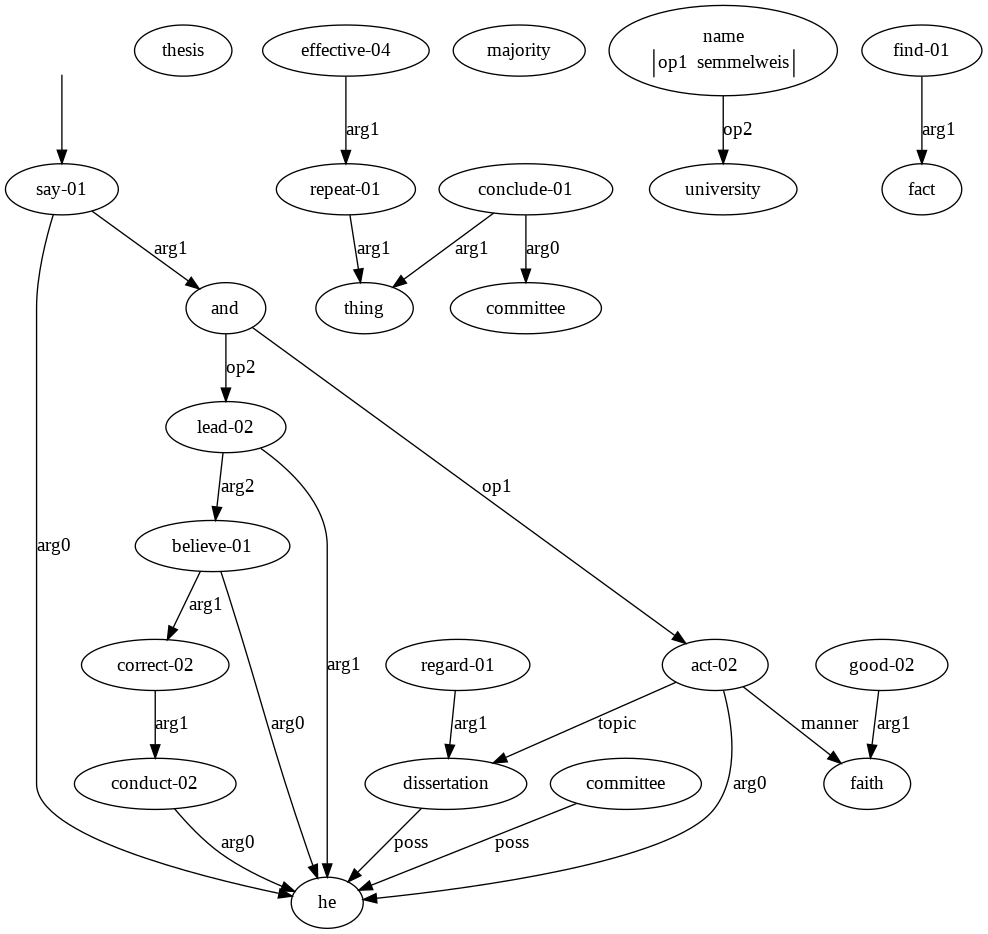 thesis
effective-04
majority
name
op1 semmelweis
find-01
arg1
op2
arg1
say-01
repeat-01
conclude-01
university
fact
arg1
arg1
arg1
arg0
and
thing
committee
op2
lead-02
op1
arg2
arg0
believe-01
arg1
correct-02
regard-01
act-02
good-02
arg1
arg1
arg0
arg1
topic
manner
arg1
conduct-02
dissertation
committee
arg0
faith
arg0
poss
poss
he